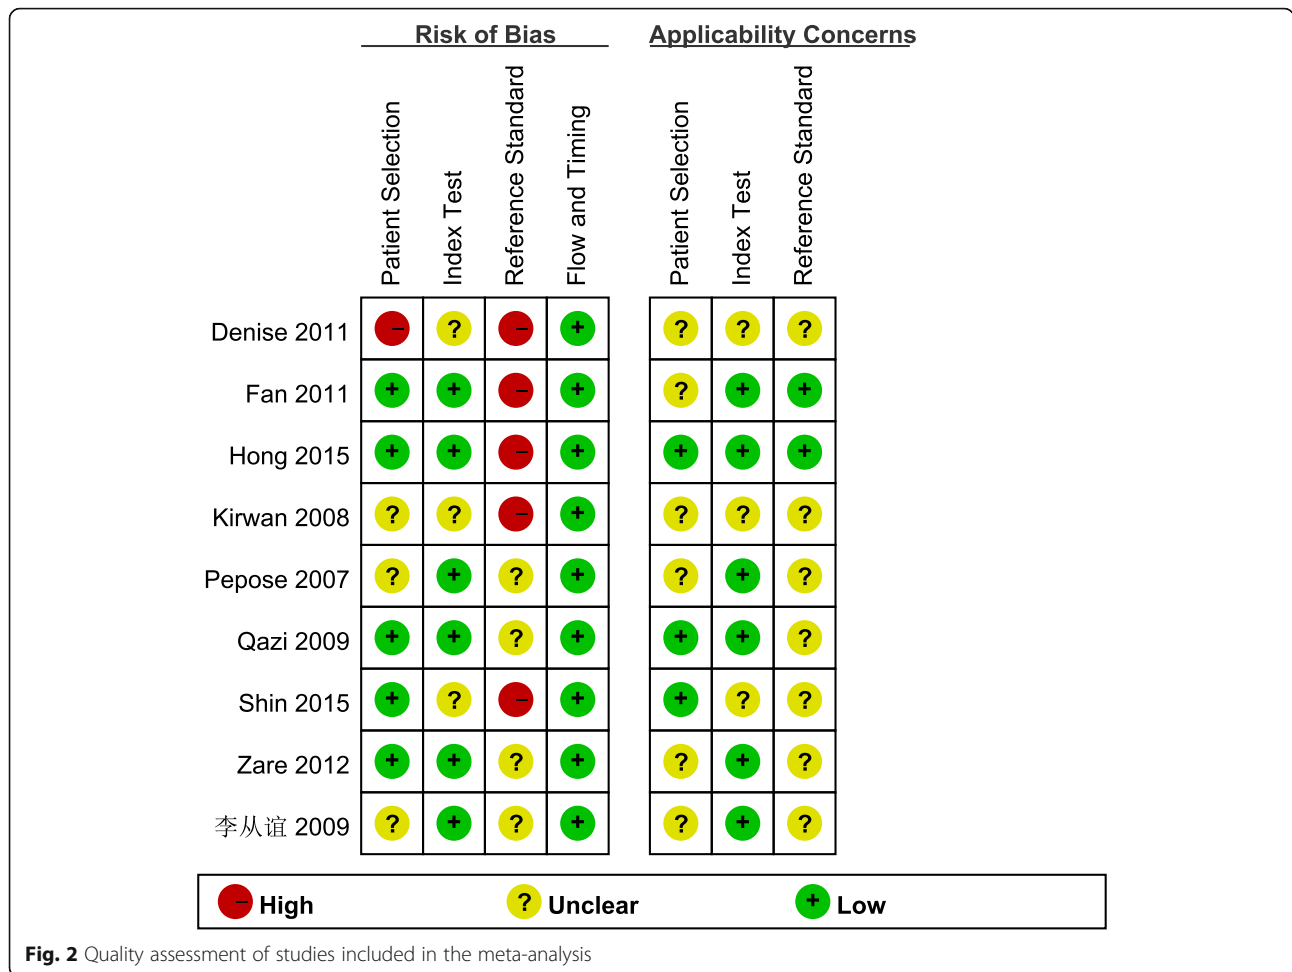 Risk of Bias Applicability Concerns
Patient Selection Index Test Reference Standard Flow and Timing Patient Selection Index Test Reference Standard
Denise 2011 – ? – + ? ? ?
Fan 2011 + + – + ? + +
Hong 2015 + + – + + + +
Kirwan 2008 ? ? – + ? ? ?
Pepose 2007 ? + ? + ? + ?
Qazi 2009 + + ? + + + ?
Shin 2015 + ? – + + ? ?
Zare 2012 + + ? + ? + ?
李从谊 2009 ? + ? + ? + ?
– High ? Unclear + Low
Fig. 2 Quality assessment of studies included in the meta-analysis